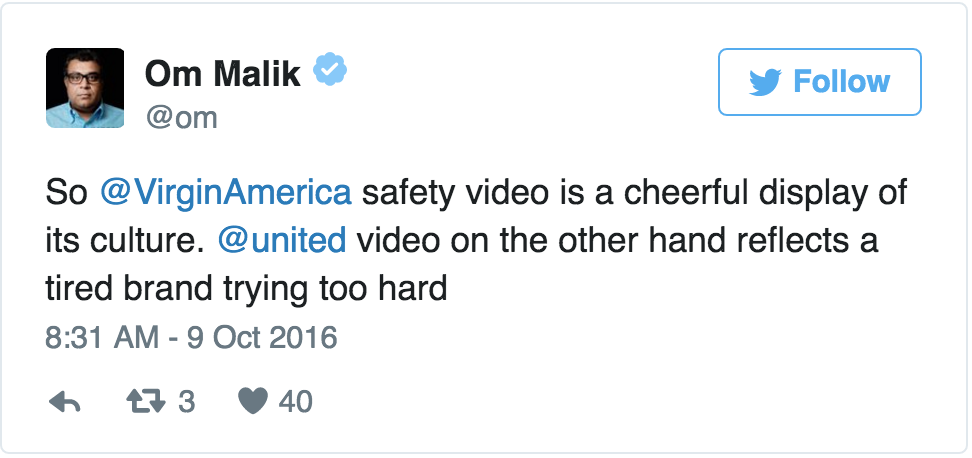 Om Malik
@om
Follow
So @VirginAmerica safety video is a cheerful display of
its culture. @united video on the other hand reflects a
tired brand trying too hard
8:31 AM - 9 Oct 2016
3 40